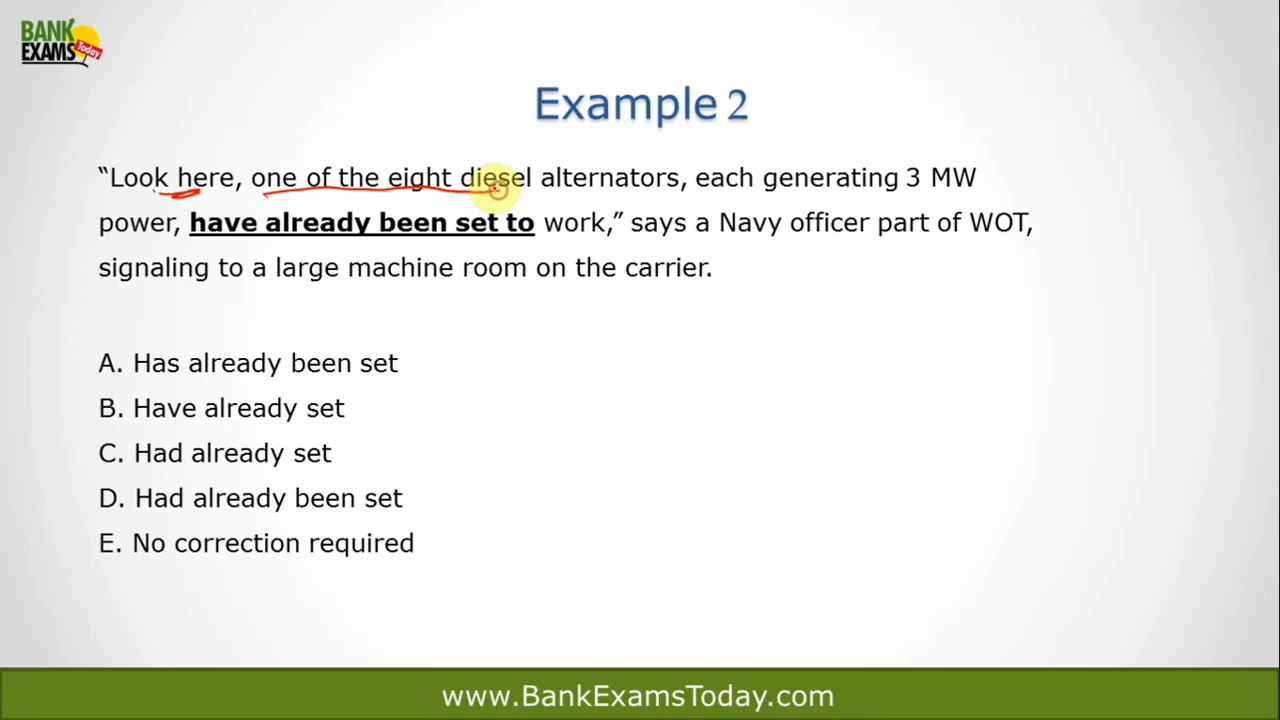 BANK
EXAMS Today
Example 2
“Look here, one of the eight diesel alternators, each generating 3 MW
power, have already been set to work,” says a Navy officer part of WOT,
signaling to a large machine room on the carrier.
A. Has already been set
B. Have already set
C. Had already set
D. Had already been set
E. No correction required
www.BankExamsToday.com